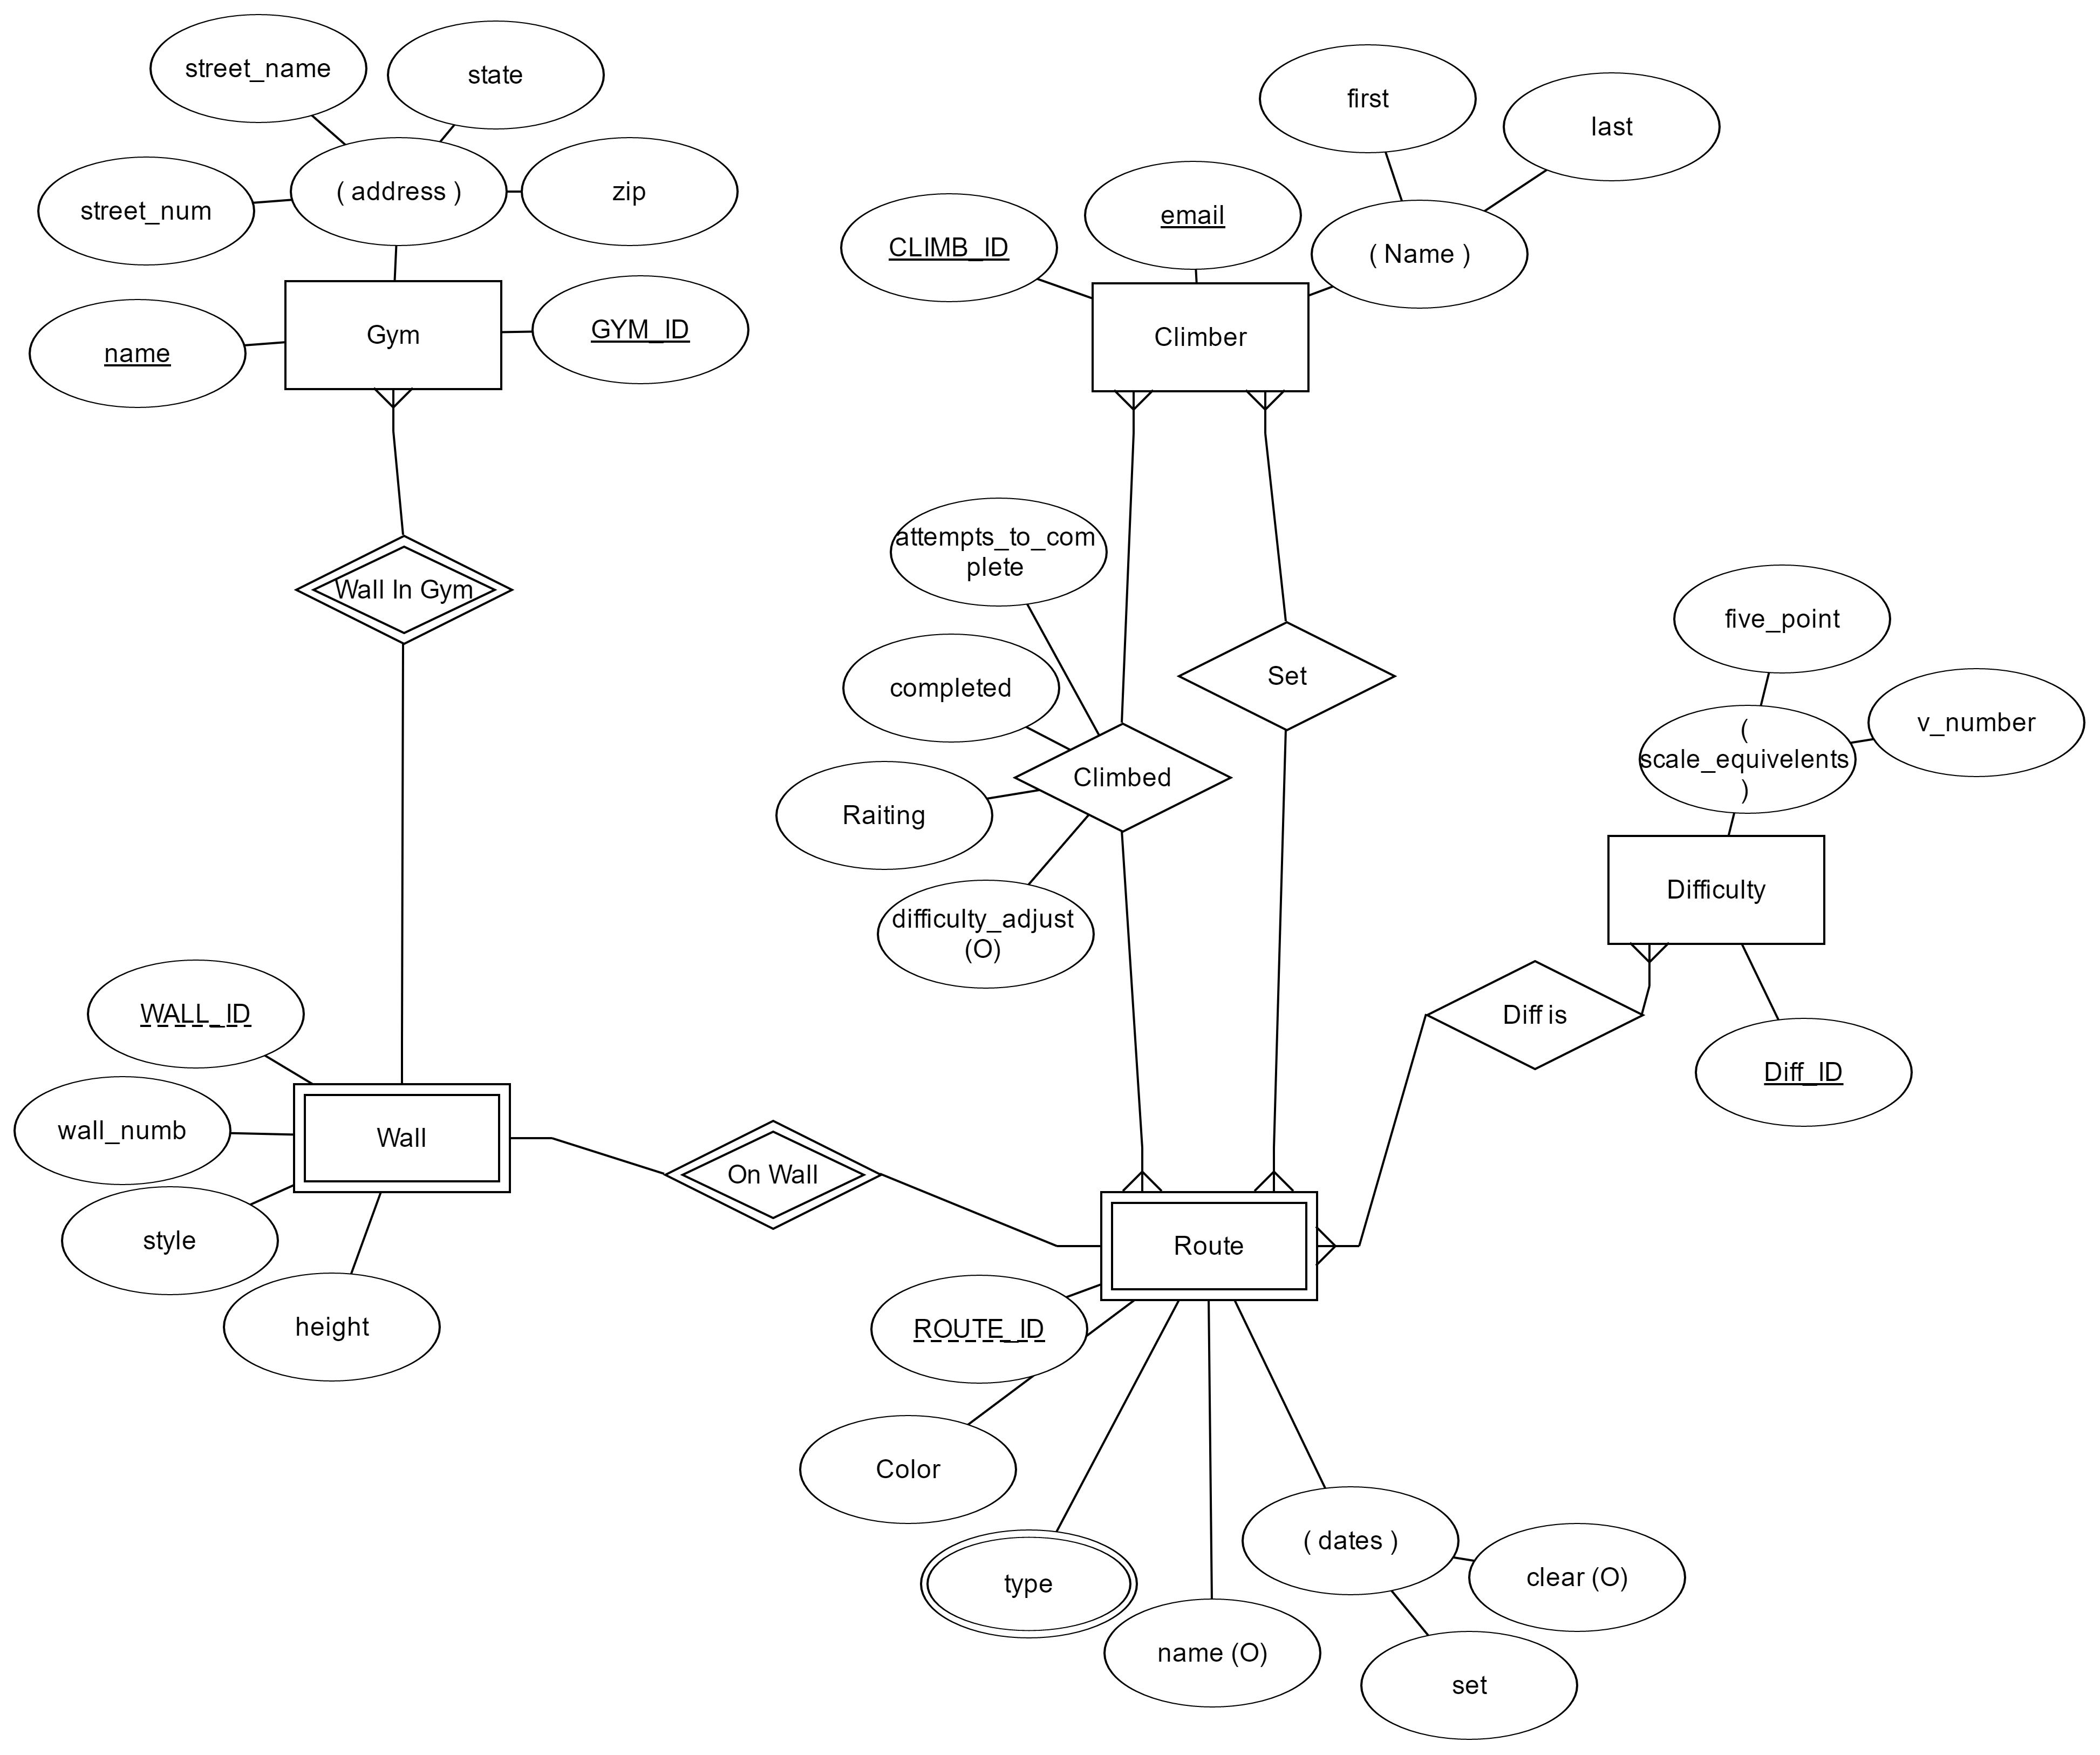 street_name
state
street_num
( address )
zip
name
Gym
GYM_ID
first
last
CLIMB_ID
email
( Name )
Climber
Wall In Gym
attempts_to_com
plete
completed
Raiting
difficulty_adjust
(O)
Climbed
Set
five_point
v_number
(
scale_equivelents
)
Difficulty
Diff is
Diff_ID
WALL_ID
wall_numb
Wall
style
height
On Wall
Route
ROUTE_ID
Color
type
name (O)
( dates )
clear (O)
set